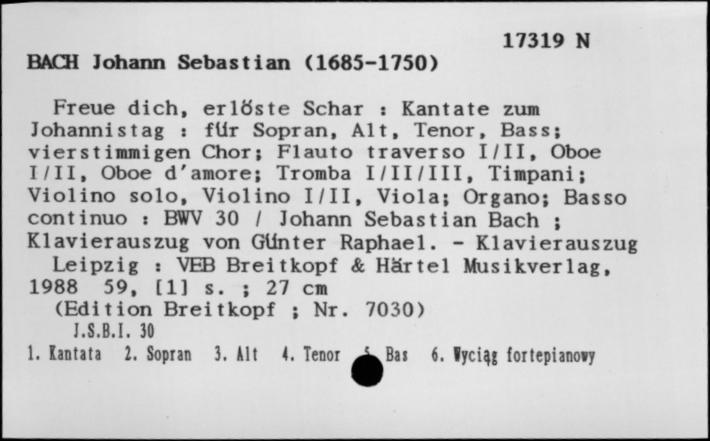 17319 N
BACH Johann Sebastian (1685-1750)
Freue dich, erlöste Schar : Kantate zum
Johannistag : für Sopran, Alt, Tenor, Bass;
vierstimmigen Chor; Flauto traverso I/II, Oboe
I/II, Oboe d'amore; Tromba I/II/III, Timpani;
Violino solo, Violino I/II, Viola; Organo; Basso
continuo : BWV 30 / Johann Sebastian Bach ;
Klavierauszug von Günter Raphael. - Klavierauszug
Leipzig : VEB Breitkopf & Härtel Musikverlag,
1988 59, [1] s. ; 27 cm
(Edition Breitkopf ; Nr. 7030)
J.S.B.I. 30
1. Kantata 2. Sopran 3. Alt 4. Tenor 5. Bas 6. Wyciąg fortepianowy